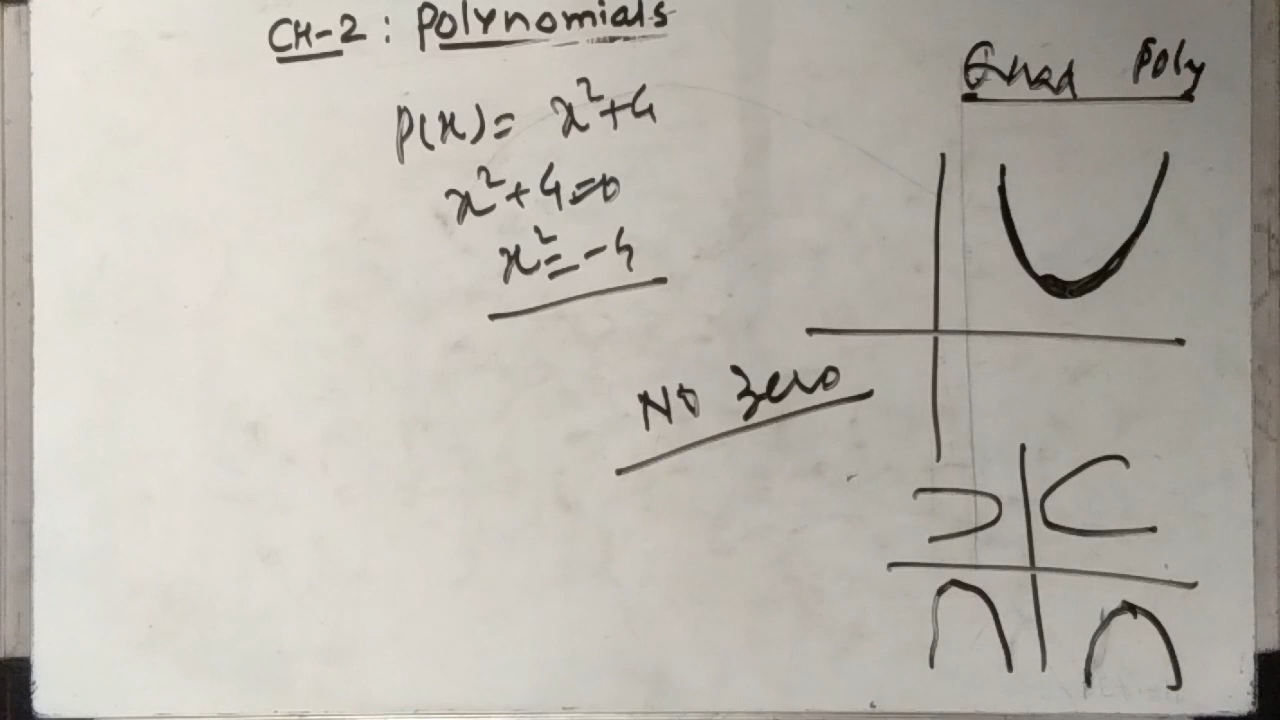 CH-2 : Polynomials
P(x) = x²+4
x²+4=0
x²=-4
No zero
Quad Poly